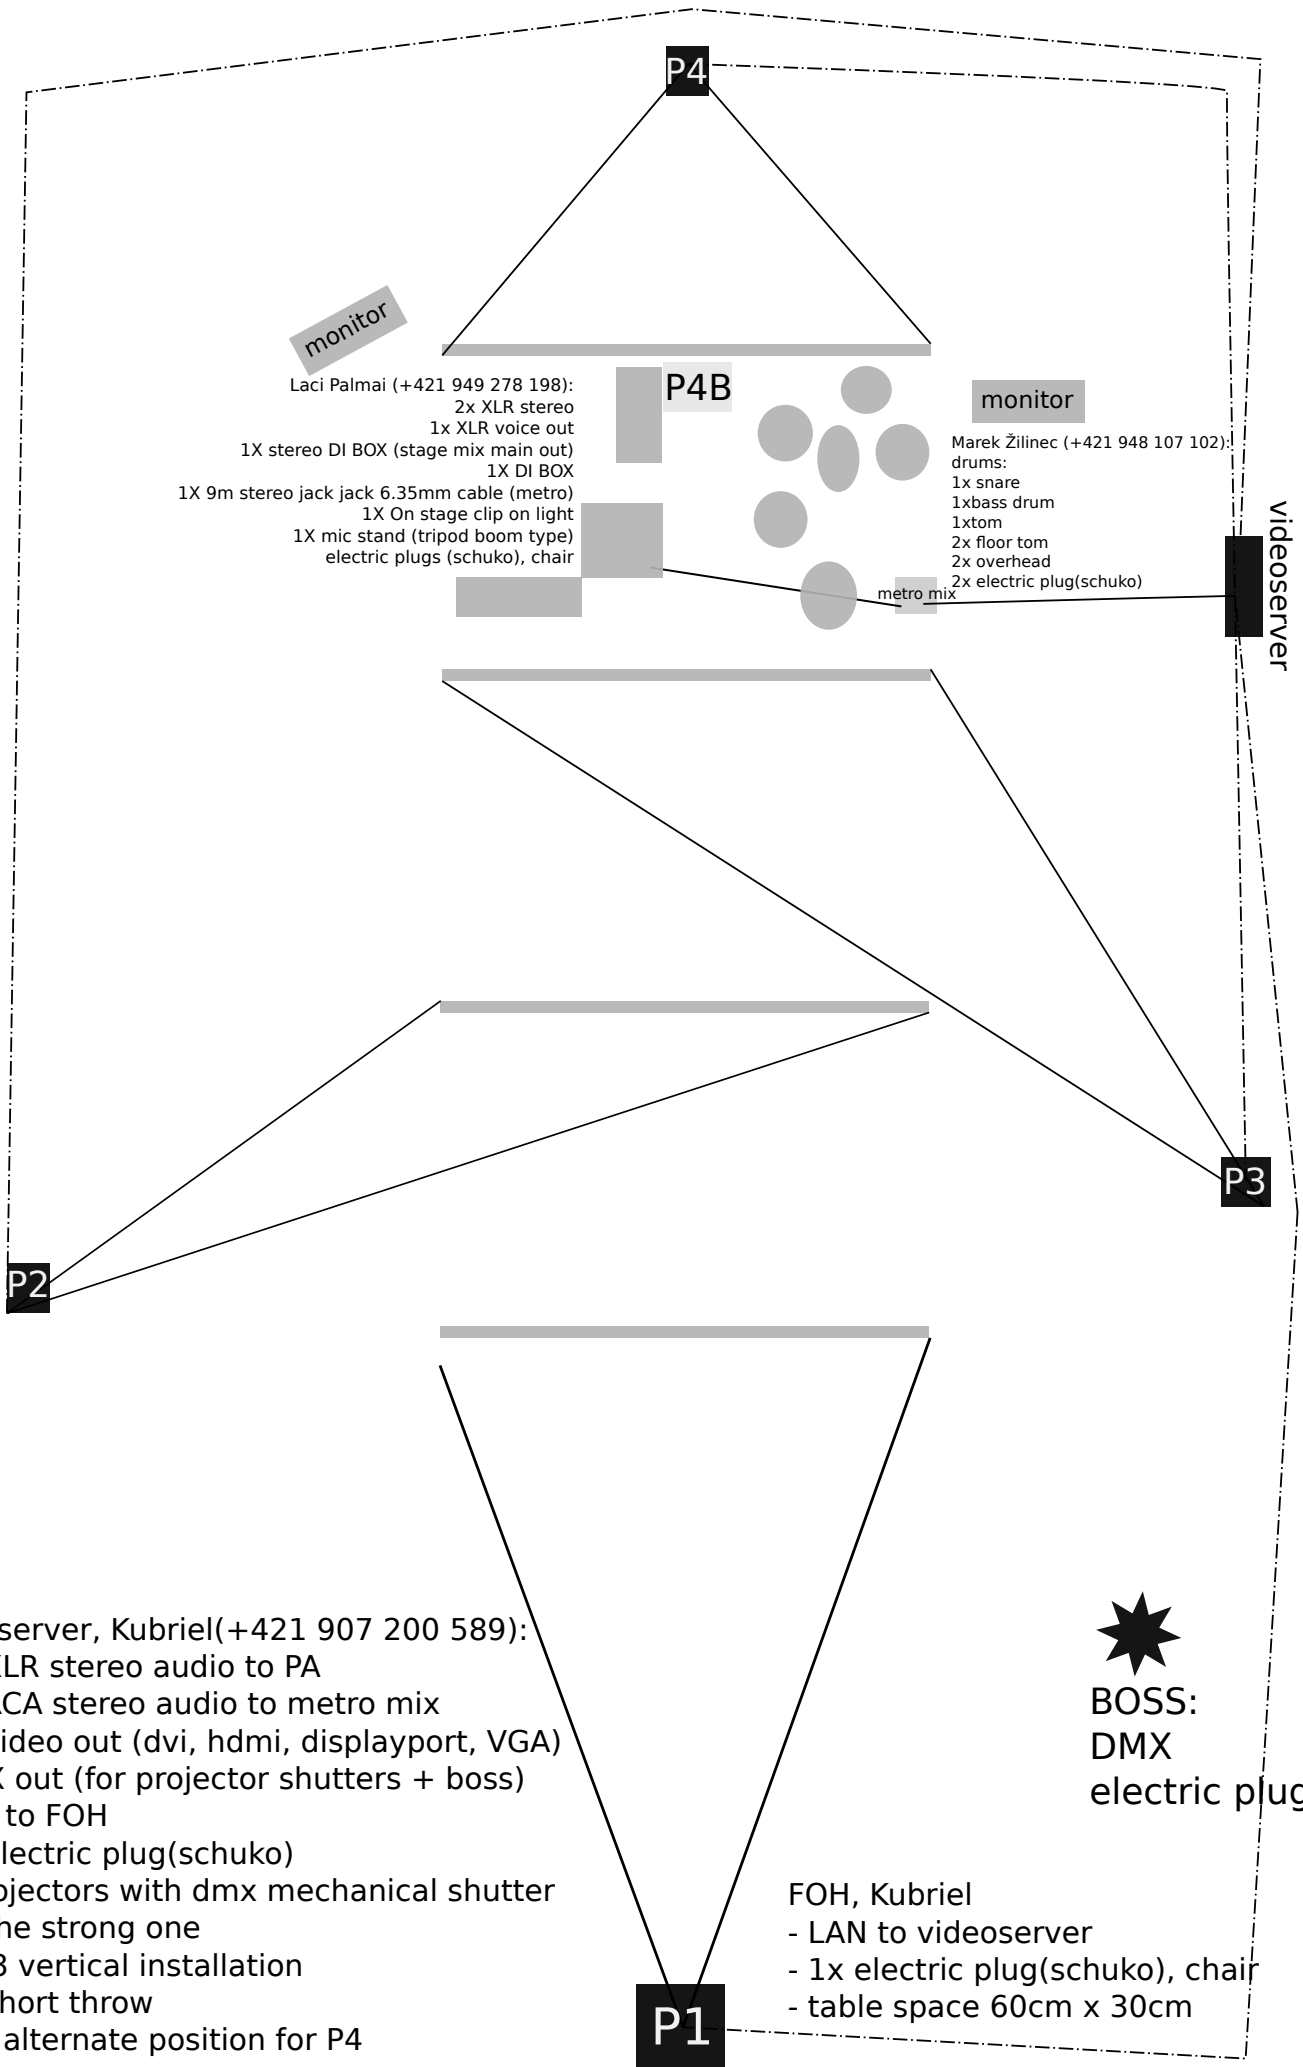 P4
monitor
Laci Palmai (+421 949 278 198):
2x XLR stereo
1x XLR voice out
1X stereo DI BOX (stage mix main out)
1X DI BOX
1X 9m stereo jack jack 6.35mm cable (metro)
1X On stage clip on light
1X mic stand (tripod boom type)
electric plugs (schuko), chair
P4B
monitor
Marek Žilinec (+421 948 107 102):
drums:
1x snare
1xbass drum
1xtom
2x floor tom
2x overhead
2x electric plug(schuko)
metro mix
videoserver
P3
P2
server, Kubriel(+421 907 200 589):
LR stereo audio to PA
CA stereo audio to metro mix
ideo out (dvi, hdmi, displayport, VGA)
X out (for projector shutters + boss)
to FOH
lectric plug(schuko)
ojectors with dmx mechanical shutter
he strong one
3 vertical installation
hort throw
alternate position for P4
BOSS:
DMX
electric plug
FOH, Kubriel
- LAN to videoserver
- 1x electric plug(schuko), chair
- table space 60cm x 30cm
P1